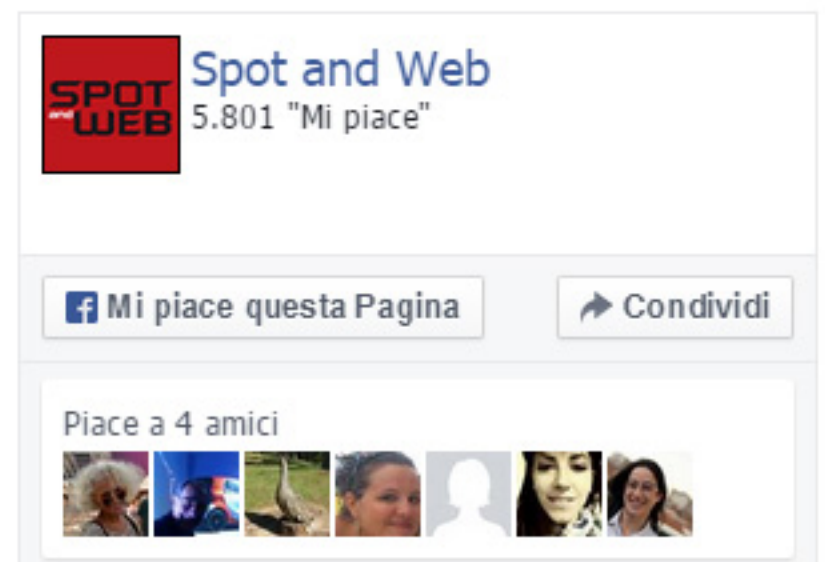 SPOT
and
WEB
Spot and Web
5.801 "Mi piace"
Mi piace questa Pagina
Condividi
Piace a 4 amici